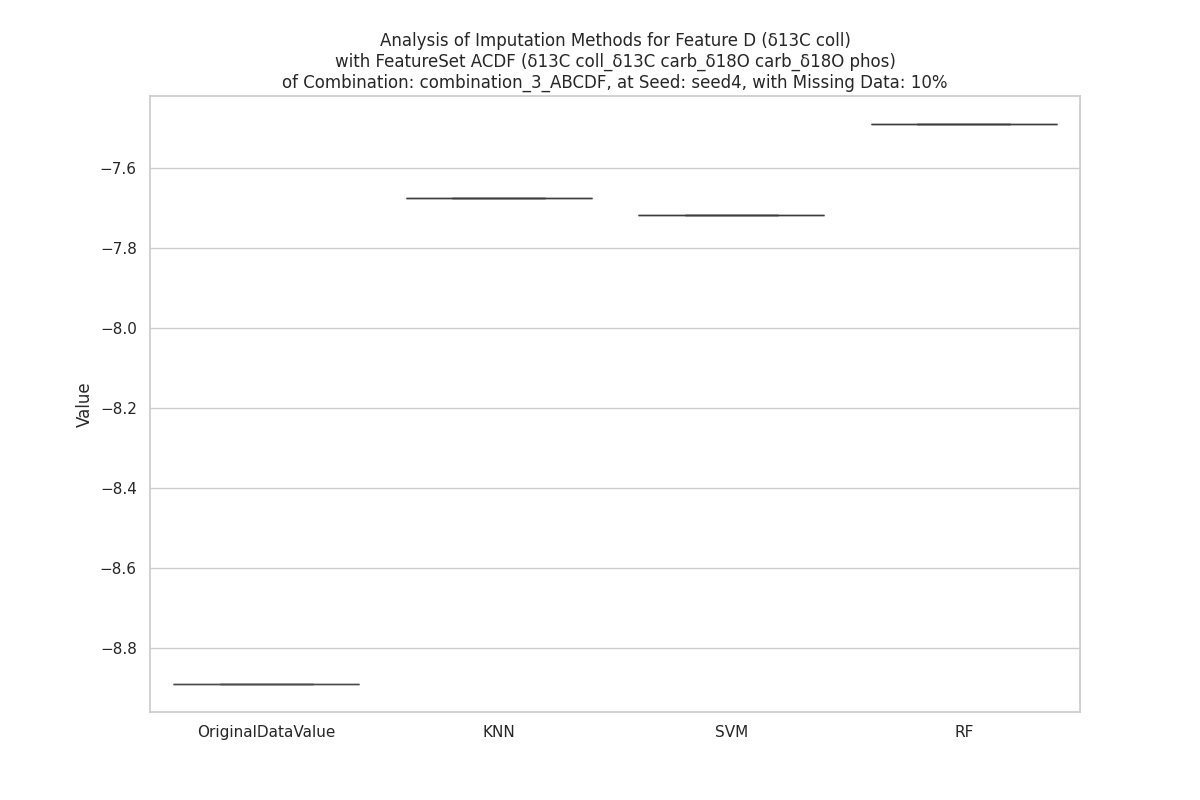 Analysis of Imputation Methods for Feature D (δ13C coll)
with FeatureSet ACDF (δ13C coll_δ13C carb_δ18O carb_δ18O phos)
of Combination: combination_3_ABCDF, at Seed: seed4, with Missing Data: 10%
−7.6
−7.8
−8.0
−8.2
−8.4
−8.6
−8.8
Value
OriginalDataValue
KNN
SVM
RF